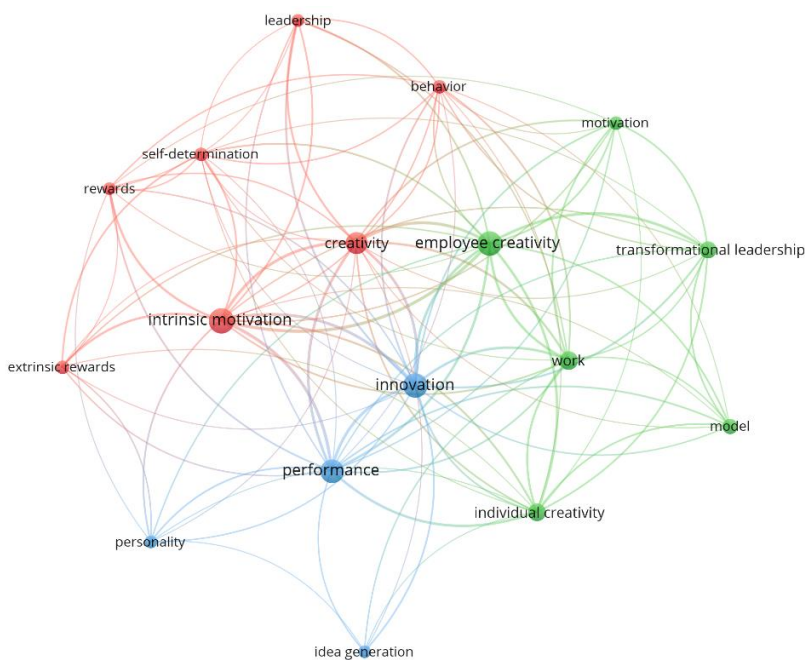 leadership
behavior
motivation
self-determination
rewards
creativity
employee creativity
transformational leadership
intrinsic motivation
extrinsic rewards
work
innovation
model
performance
individual creativity
personality
idea generation